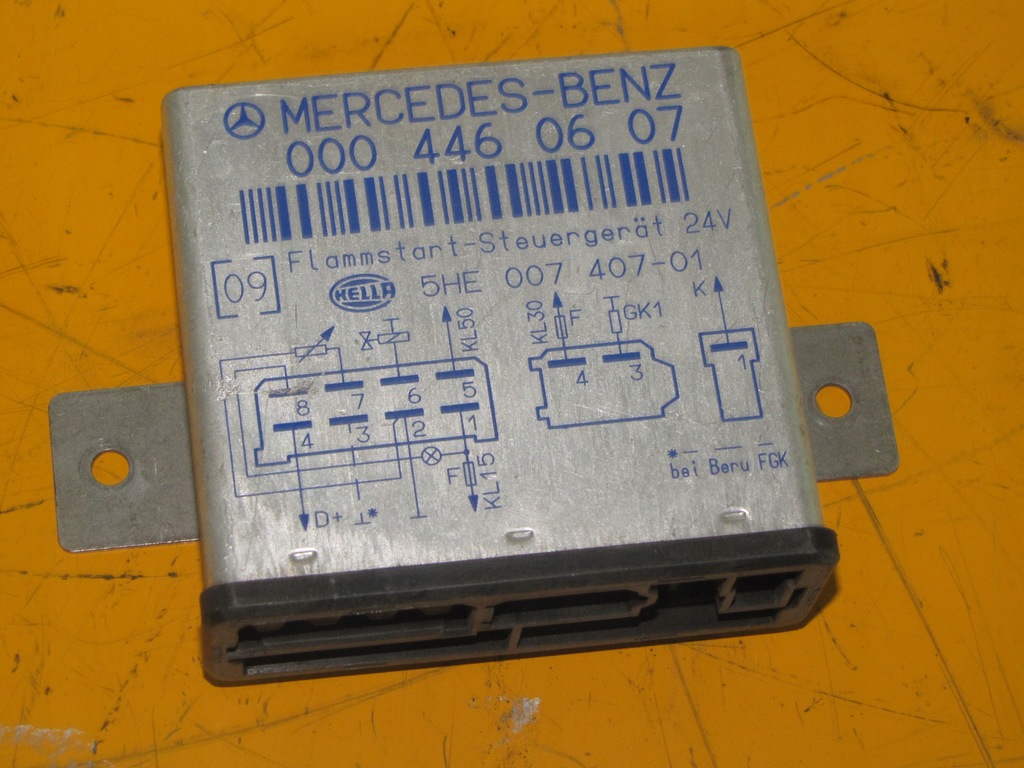 MERCEDES-BENZ
000 446 06 07
Flammstart-Steuergerät 24V
[09] HELLA 5HE 007 407-01
KL50 KL30 F GK1 K
8 7 6 5 4 3 1
4 3 2 1
F KL15
D+ ⊥*
* — — —
bei Beru FGK